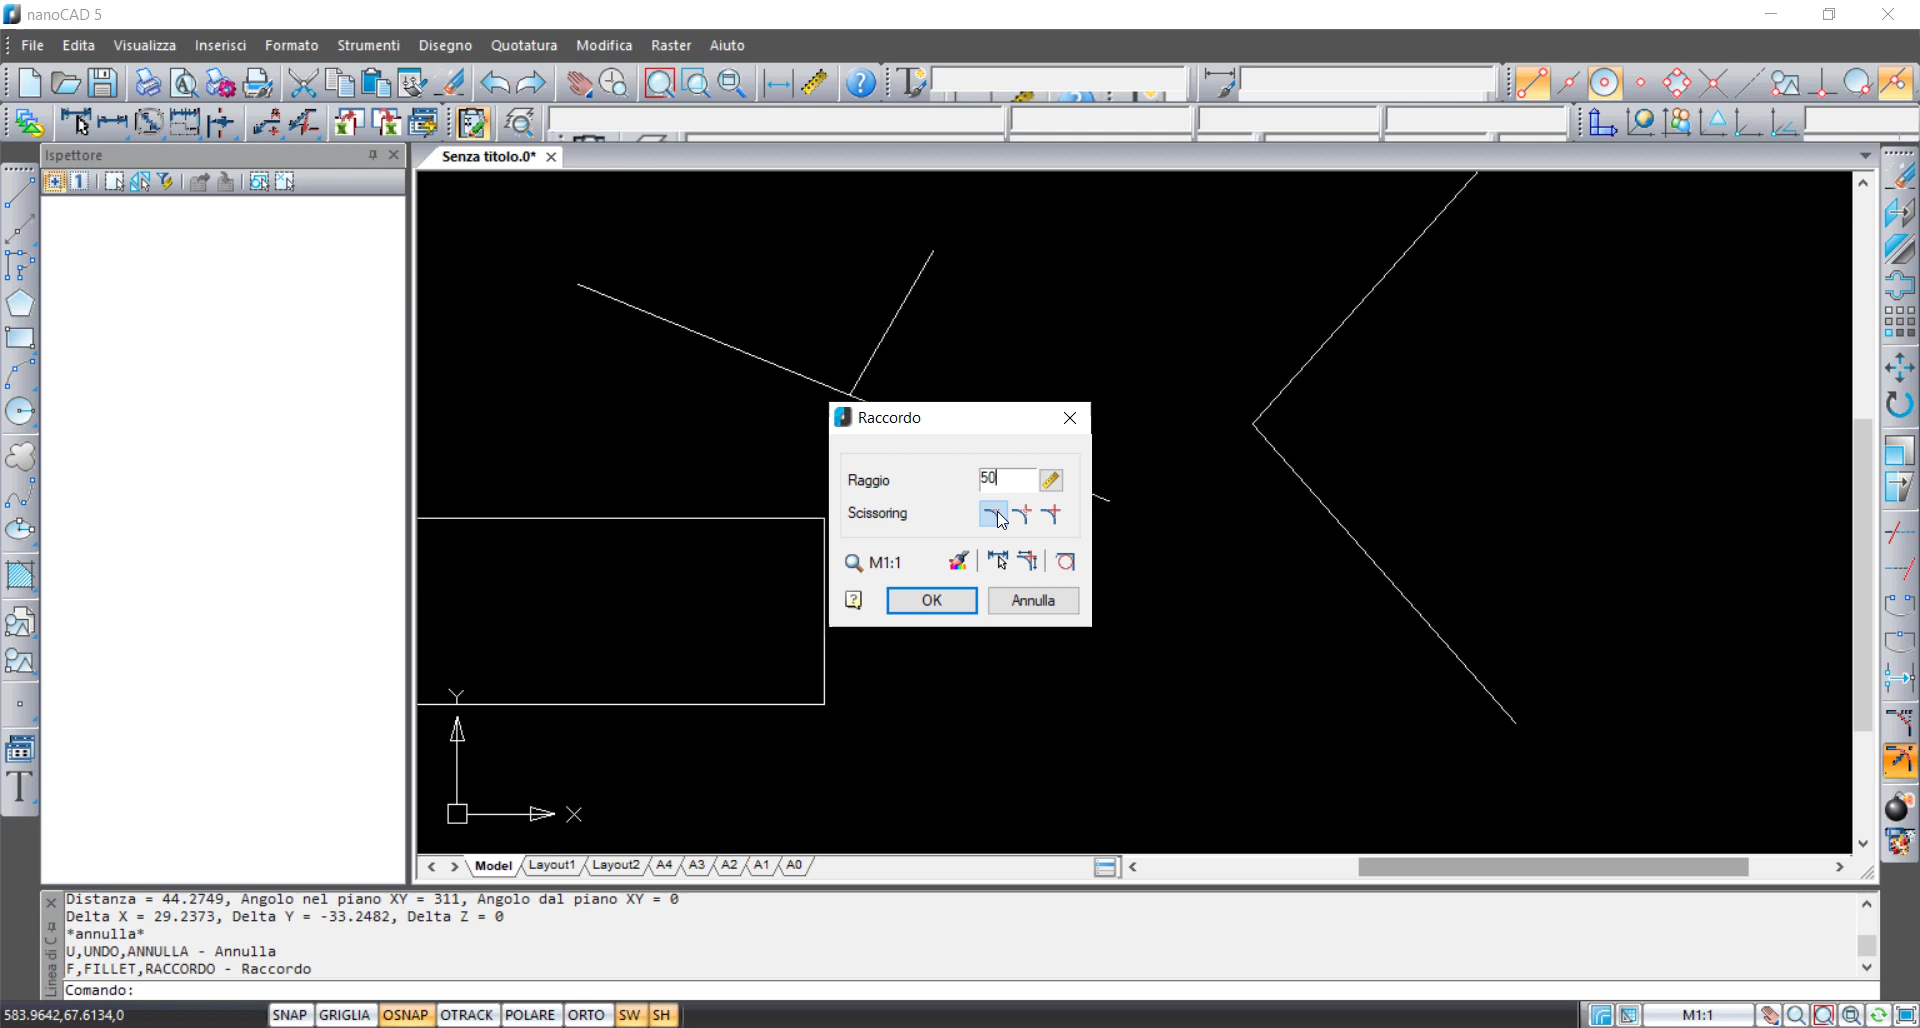 nanoCAD 5
File Edita Visualizza Inserisci Formato Strumenti Disegno Quotatura Modifica Raster Aiuto
Ispettore
Senza titolo.0*
1
Raccordo
Raggio 50
Scissoring
M1:1
OK Annulla
Y
X
Model Layout1 Layout2 A4 A3 A2 A1 A0
Distanza = 44.2749, Angolo nel piano XY = 311, Angolo dal piano XY = 0
Delta X = 29.2373, Delta Y = -33.2482, Delta Z = 0
*annulla*
U,UNDO,ANNULLA - Annulla
F,FILLET,RACCORDO - Raccordo
Linea di C
Comando:
583.9642,67.6134,0 SNAP GRIGLIA OSNAP OTRACK POLARE ORTO SW SH M1:1